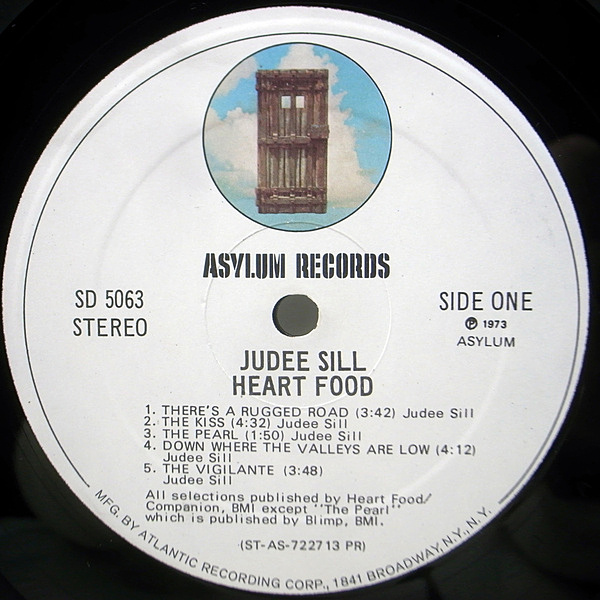 ASYLUM RECORDS
SD 5063
STEREO
SIDE ONE
Ⓟ 1973
ASYLUM
JUDEE SILL
HEART FOOD
1. THERE'S A RUGGED ROAD (3:42) Judee Sill
2. THE KISS (4:32) Judee Sill
3. THE PEARL (1:50) Judee Sill
4. DOWN WHERE THE VALLEYS ARE LOW (4:12)
Judee Sill
5. THE VIGILANTE (3:48)
Judee Sill
All selections published by Heart Food/
Companion, BMI except "The Pearl"
which is published by Blimp, BMI.
(ST-AS-722713 PR)
MFG. BY ATLANTIC RECORDING CORP., 1841 BROADWAY, N.Y., N.Y.